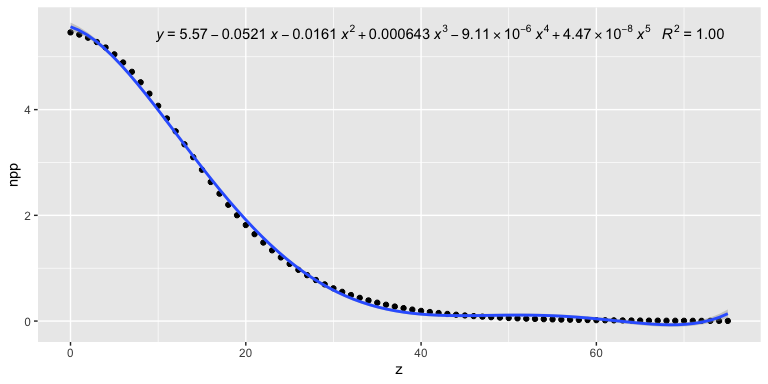 y = 5.57 − 0.0521 x − 0.0161 x² + 0.000643 x³ − 9.11 × 10⁻⁶ x⁴ + 4.47 × 10⁻⁸ x⁵ R² = 1.00
4
2
0
npp
0 20 40 60
z